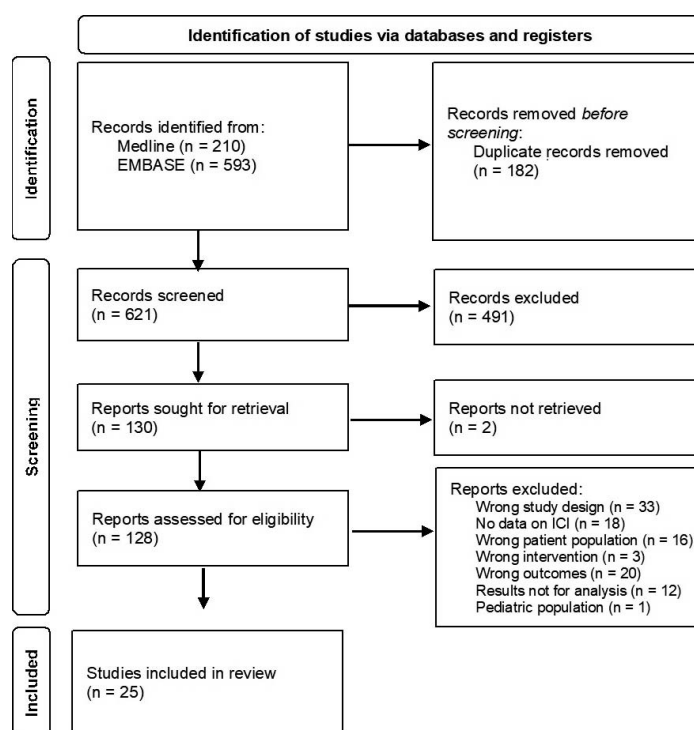 Identification of studies via databases and registers
Identification
Records identified from:
Medline (n = 210)
EMBASE (n = 593)
Records removed before
screening:
Duplicate records removed
(n = 182)
Screening
Records screened
(n = 621)
Records excluded
(n = 491)
Reports sought for retrieval
(n = 130)
Reports not retrieved
(n = 2)
Reports assessed for eligibility
(n = 128)
Reports excluded:
Wrong study design (n = 33)
No data on ICI (n = 18)
Wrong patient population (n = 16)
Wrong intervention (n = 3)
Wrong outcomes (n = 20)
Results not for analysis (n = 12)
Pediatric population (n = 1)
Included
Studies included in review
(n = 25)